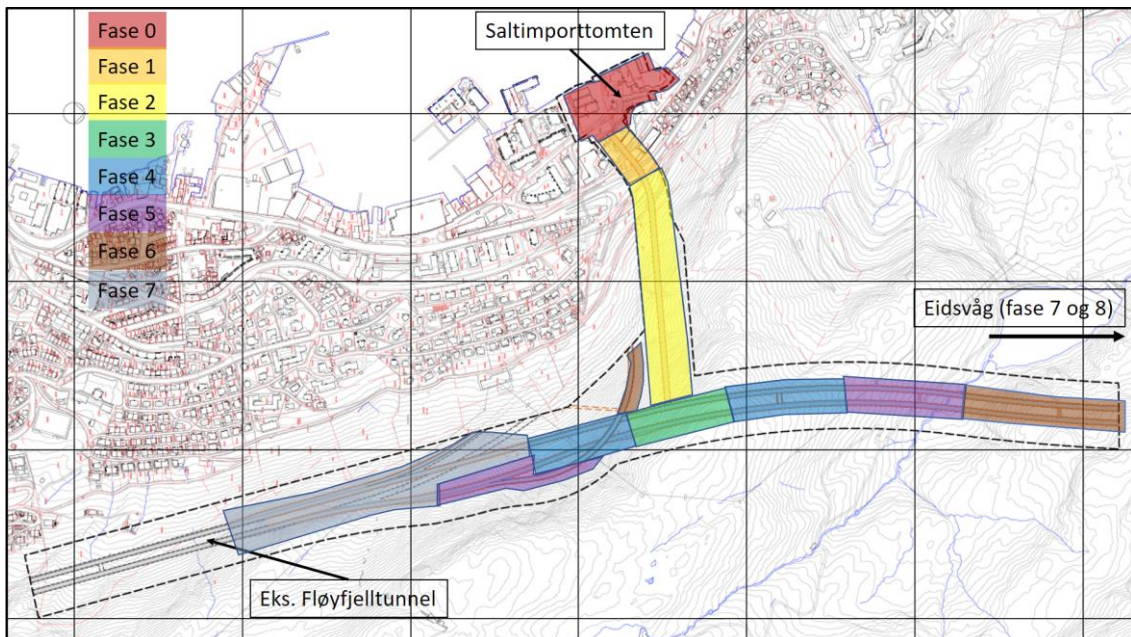 Fase 0
Fase 1
Fase 2
Fase 3
Fase 4
Fase 5
Fase 6
Fase 7
Saltimporttomten
Eidsvåg (fase 7 og 8)
Eks. Fløyfjelltunnel